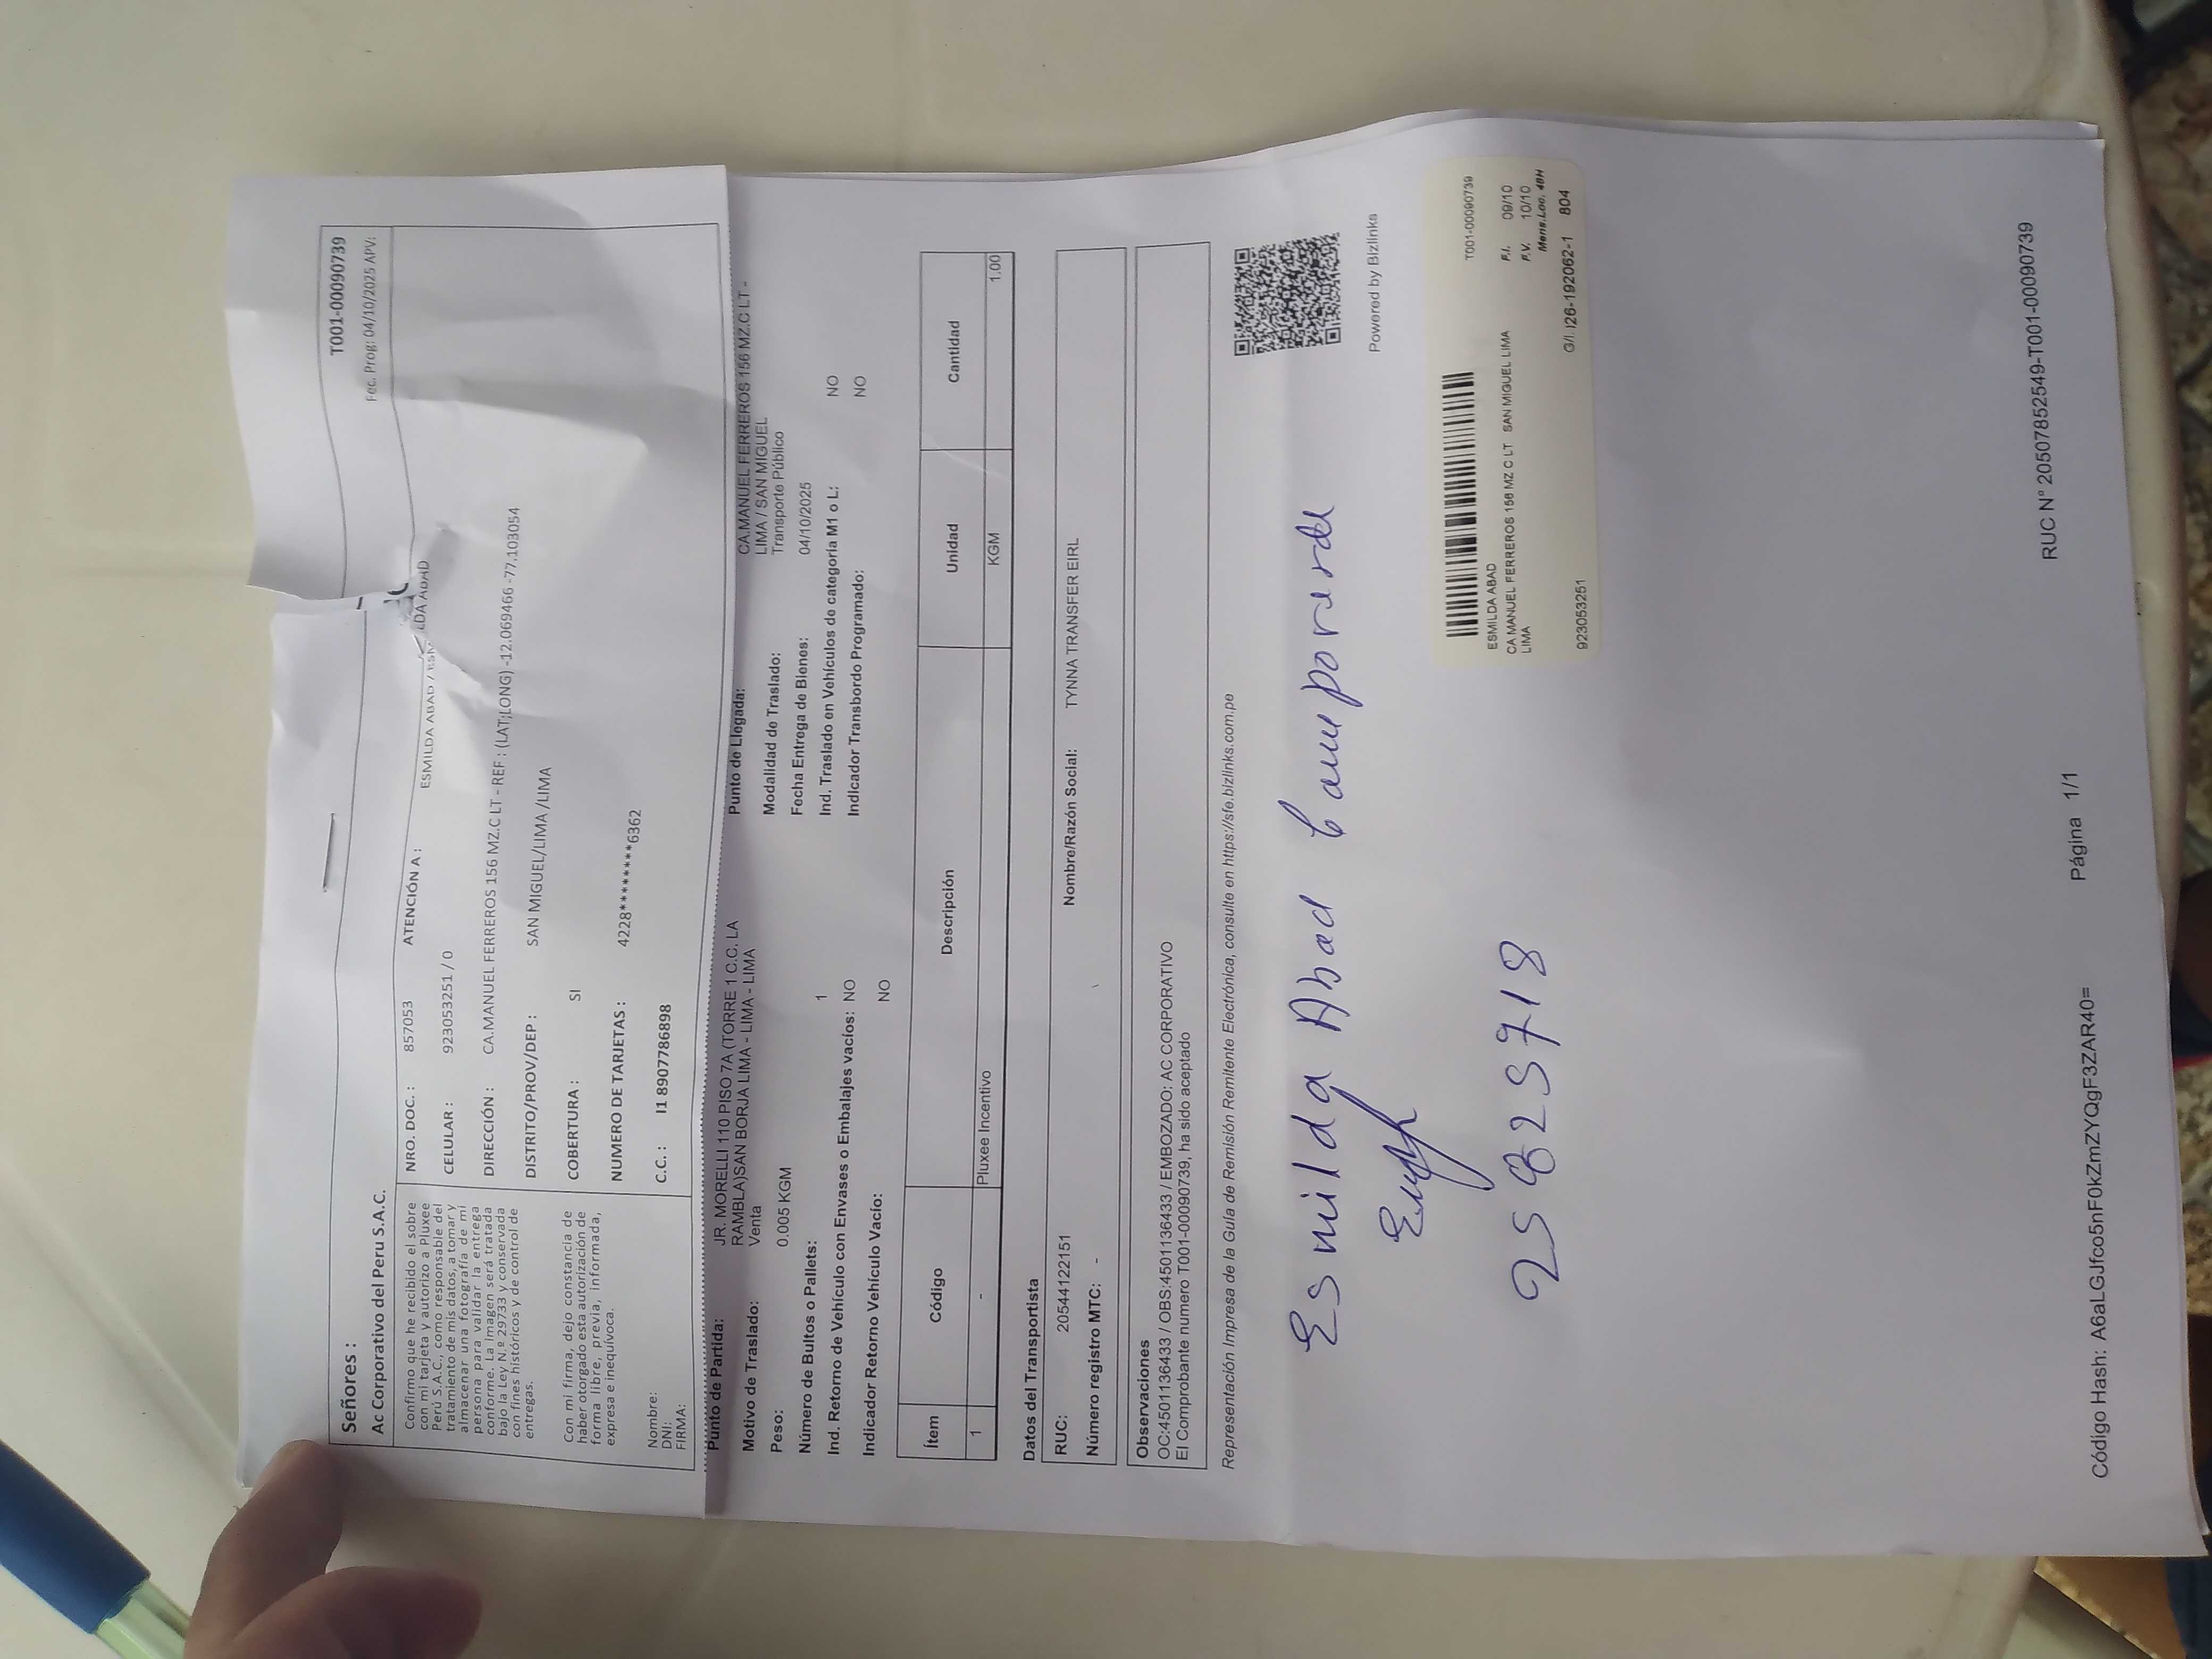 T001-00090739
Señores :
Ac Corporativo del Peru S.A.C.
Fec. Prog: 04/10/2025 APV:
Confirmo que he recibido el sobre
con mi tarjeta y autorizo a Pluxee
Perú S.A.C., como responsable del
tratamiento de mis datos, a tomar y
almacenar una fotografía de mi
persona para validar la entrega
conforme. La imagen será tratada
bajo la Ley N.º 29733 y conservada
con fines históricos y de control de
entregas.
Con mi firma, dejo constancia de
haber otorgado esta autorización de
forma libre, previa, informada,
expresa e inequívoca.
Nombre:
DNI:
FIRMA:
NRO. DOC. : 857053 ATENCIÓN A :
ESMILDA ABAD / ESM LDA ABAD
CELULAR : 923053251 / 0
DIRECCIÓN : CA.MANUEL FERREROS 156 MZ.C LT - REF : (LAT;LONG) -12.069466 -77.103054
DISTRITO/PROV/DEP : SAN MIGUEL/LIMA /LIMA
COBERTURA : SI
NUMERO DE TARJETAS : 4228*********6362
C.C. : I1 8907786898
Punto de Partida: JR. MORELLI 110 PISO 7A (TORRE 1 C.C. LA
RAMBLA)SAN BORJA LIMA - LIMA - LIMA
Motivo de Traslado: Venta
Peso: 0.005 KGM
Número de Bultos o Pallets: 1
Ind. Retorno de Vehículo con Envases o Embalajes vacíos: NO
Indicador Retorno Vehículo Vacío: NO
Punto de Llegada: CA.MANUEL FERREROS 156 MZ.C LT -
LIMA / SAN MIGUEL
Modalidad de Traslado: Transporte Público
Fecha Entrega de Bienes: 04/10/2025
Ind. Traslado en Vehículos de categoría M1 o L: NO
Indicador Transbordo Programado: NO
Ítem Código Descripción Unidad Cantidad
1 - Pluxee Incentivo KGM 1.00
Datos del Transportista
RUC: 20544122151 Nombre/Razón Social: TYNNA TRANSFER EIRL
Número registro MTC: -
Observaciones
OC:4501136433 / OBS:4501136433 / EMBOZADO: AC CORPORATIVO
El Comprobante numero T001-00090739, ha sido aceptado
Representación Impresa de la Guía de Remisión Remitente Electrónica, consulte en https://sfe.bizlinks.com.pe
Powered by Bizlinks
Esmilda Abad
T001-00090739
ESMILDA ABAD
CA MANUEL FERREROS 156 MZ C LT SAN MIGUEL LIMA
LIMA
F.I. 09/10
F.V. 10/10
Mens.Loc. 48H
923053251 G/I I26-192062-1 804
RUC N° 20507852549-T001-00090739
Código Hash: A6aLGJfco5nF0kZmZYQgF3ZAR40= Página 1/1